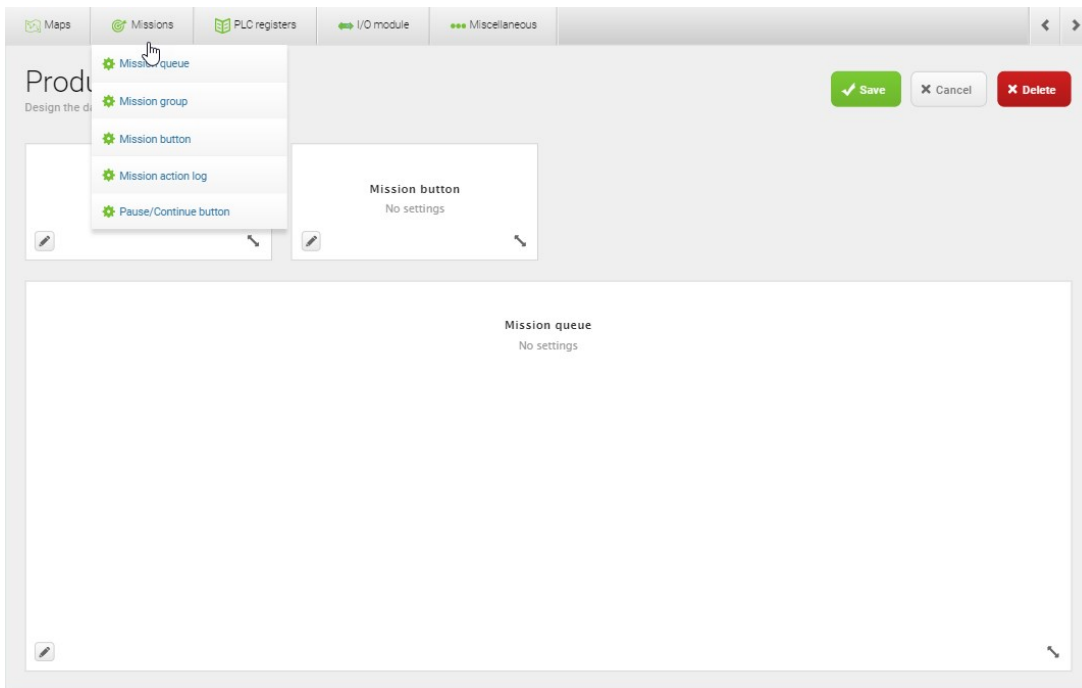 Maps Missions PLC registers I/O module Miscellaneous
Mission queue
Mission group
Mission button
Mission action log
Pause/Continue button
Produ
Design the d
Save Cancel Delete
Mission button
No settings
Mission queue
No settings